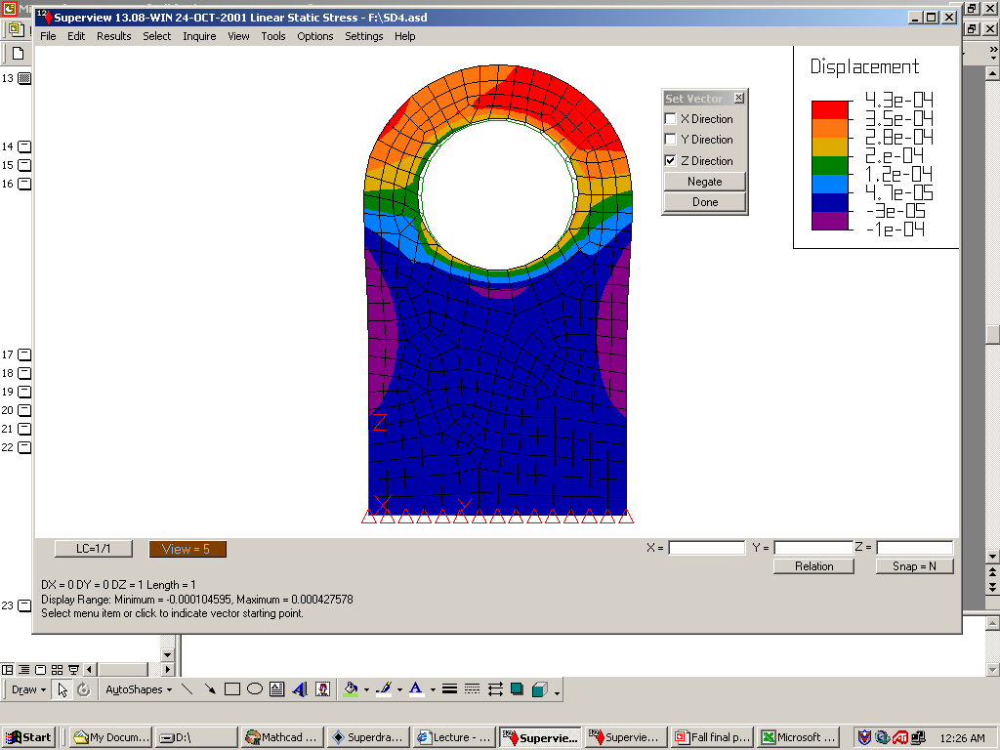 Superview 13.08-WIN 24-OCT-2001 Linear Static Stress - F:\SD4.asd
File Edit Results Select Inquire View Tools Options Settings Help
13
14
15
16
17
18
19
20
21
22
23
Set Vector
X Direction
Y Direction
Z Direction
Negate
Done
Displacement
4.3e-04
3.5e-04
2.8e-04
2.e-04
1.2e-04
4.7e-05
-3e-05
-1e-04
Z
X
Y
LC=1/1
View = 5
X =
Y =
Z =
Relation
Snap = N
DX = 0 DY = 0 DZ = 1 Length = 1
Display Range: Minimum = -0.000104595, Maximum = 0.000427578
Select menu item or click to indicate vector starting point.
Draw
AutoShapes
Start
My Docum...
D:\
Mathcad ...
Superdra...
Lecture - ...
Supervie...
Supervie...
Fall final p...
Microsoft ...
12:26 AM